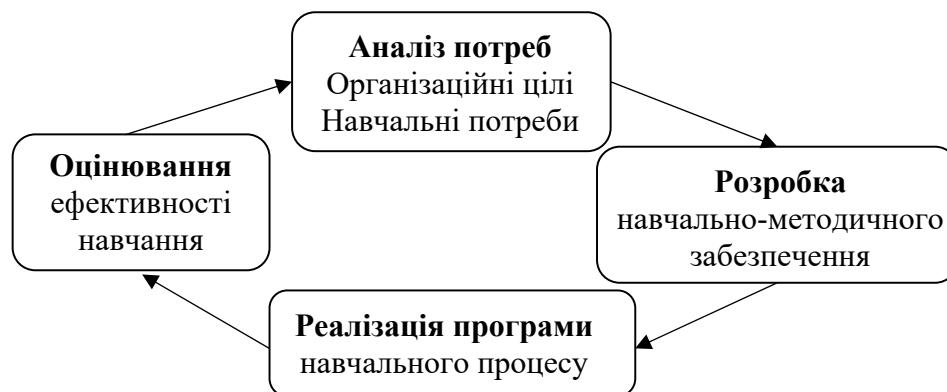 Аналіз потреб
Організаційні цілі
Навчальні потреби
Розробка
навчально-методичного
забезпечення
Реалізація програми
навчального процесу
Оцінювання
ефективності
навчання